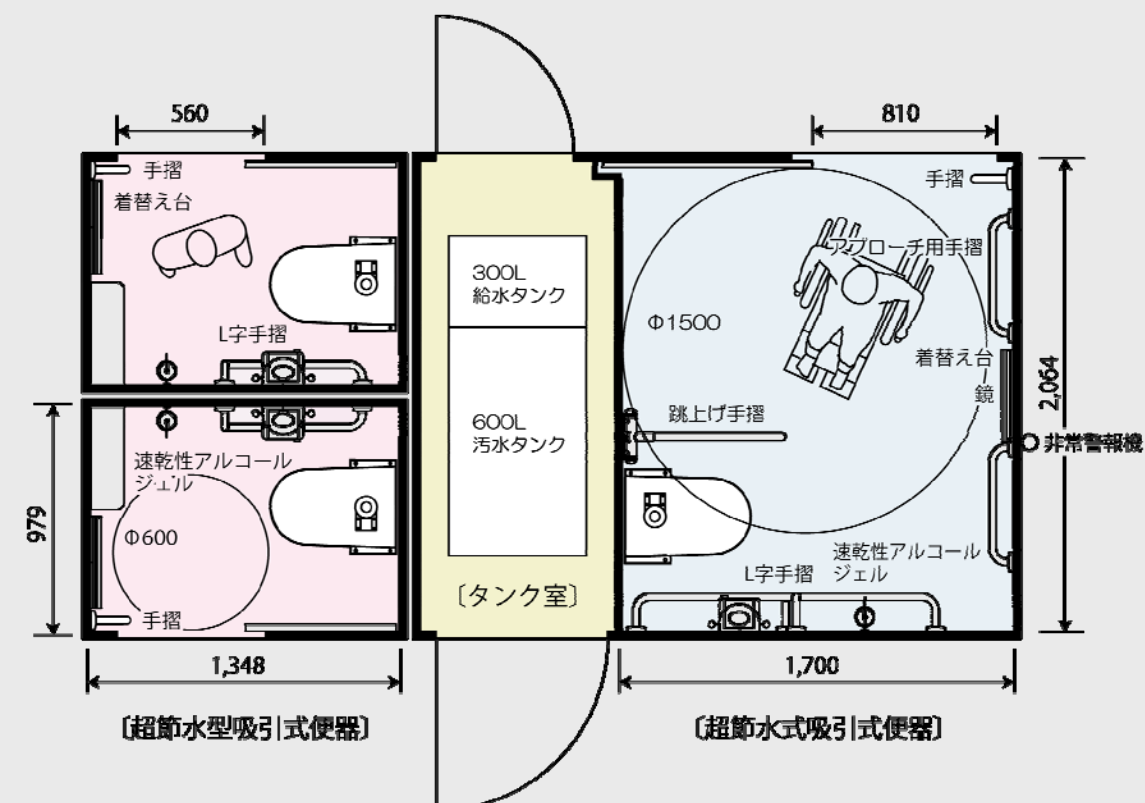 560
810
手摺
着替え台
L字手摺
300L
給水タンク
600L
汚水タンク
〔タンク室〕
手摺
アプローチ用手摺
Φ1500
着替え台
鏡
2,064
非常警報機
跳上げ手摺
速乾性アルコール
ジェル
L字手摺
979
速乾性アルコール
ジェル
Φ600
手摺
1,348
1,700
〔超節水型吸引式便器〕
〔超節水式吸引式便器〕